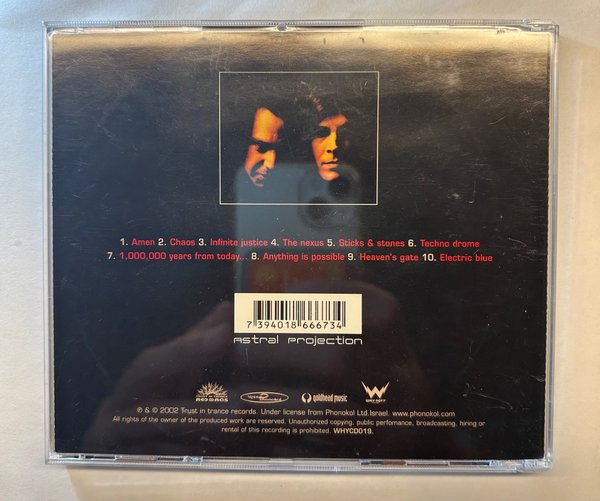 1. Amen 2. Chaos 3. Infinite justice 4. The nexus 5. Sticks & stones 6. Techno drome
7. 1,000,000 years from today... 8. Anything is possible 9. Heaven's gate 10. Electric blue
7 394018 666734
Astral Projection
RECORDS
goldhead music
℗ & © 2002 Trust in trance records. Under license from Phonokol Ltd.Israel. www.phonokol.com.
All rights of the owner of the produced work are reserved. Unauthorized copying, public perfomance, broadcasting, hiring or
rental of this recording is prohibited. WHYCD019.